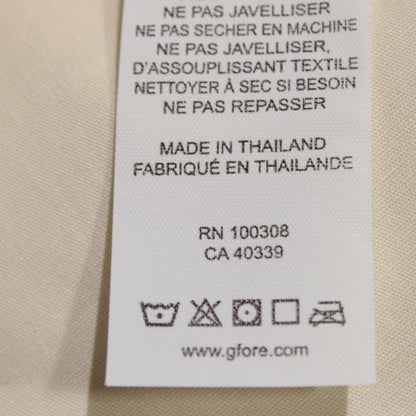 NE PAS JAVELLISER
NE PAS SECHER EN MACHINE
NE PAS JAVELLISER,
D'ASSOUPLISSANT TEXTILE
NETTOYER À SEC SI BESOIN
NE PAS REPASSER
MADE IN THAILAND
FABRIQUÉ EN THAILANDE
RN 100308
CA 40339
www.gfore.com